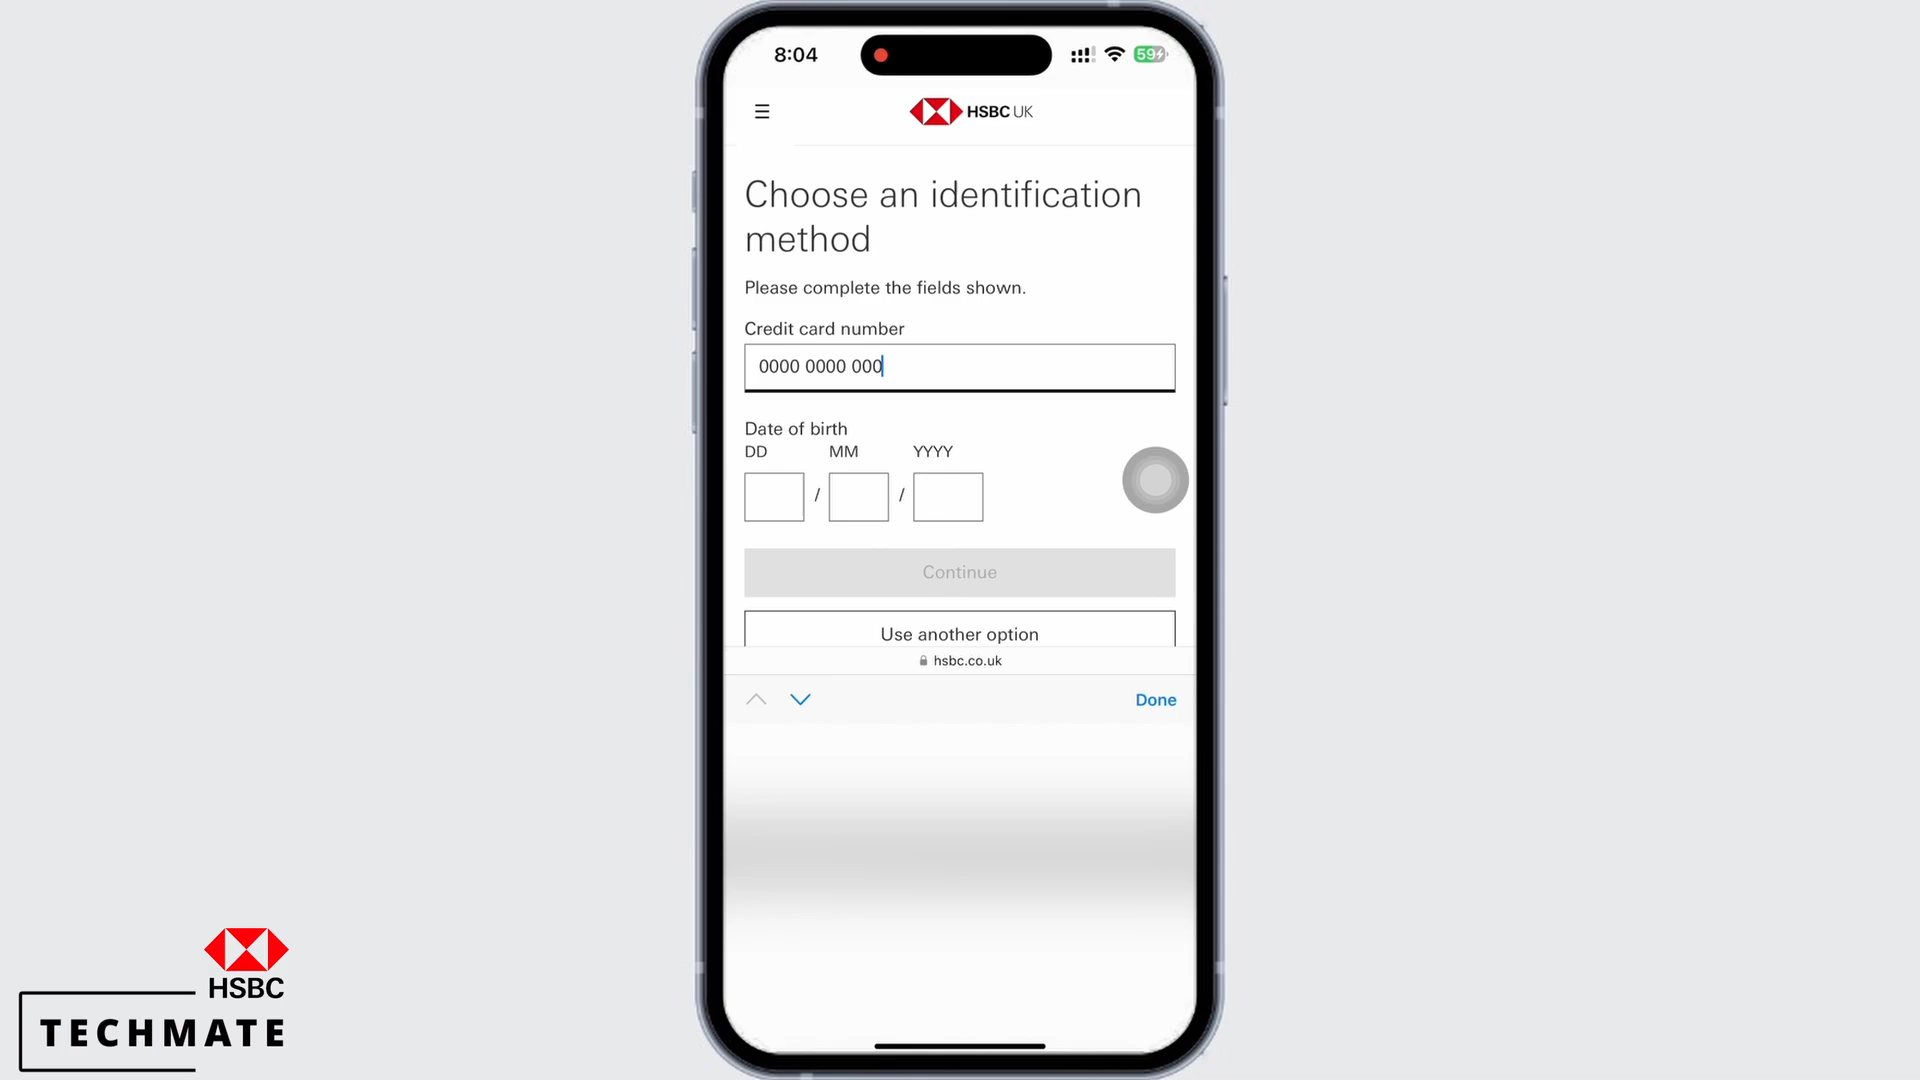 8:04
59
HSBC UK
Choose an identification
method
Please complete the fields shown.
Credit card number
0000 0000 000
Date of birth
DD MM YYYY
/ /
Continue
Use another option
hsbc.co.uk
Done
HSBC
TECHMATE